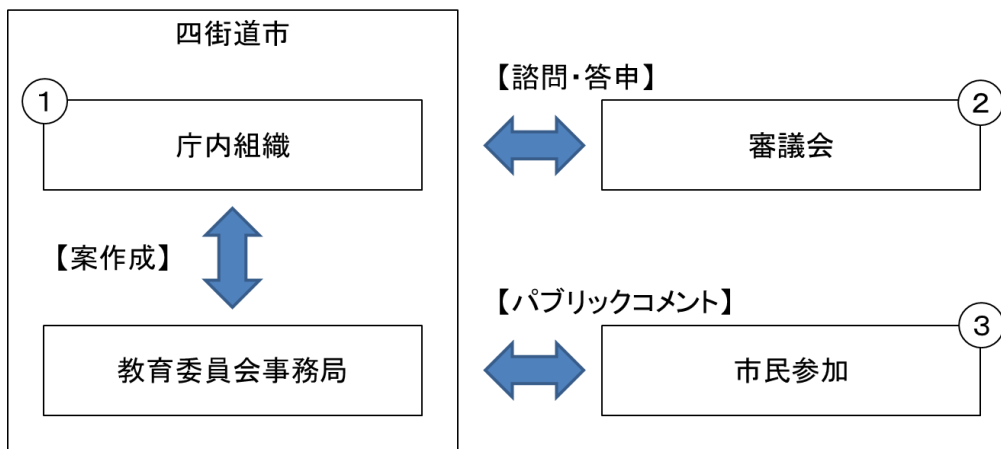 四街道市
①
庁内組織
【案作成】
教育委員会事務局
【諮問・答申】
②
審議会
【パブリックコメント】
③
市民参加